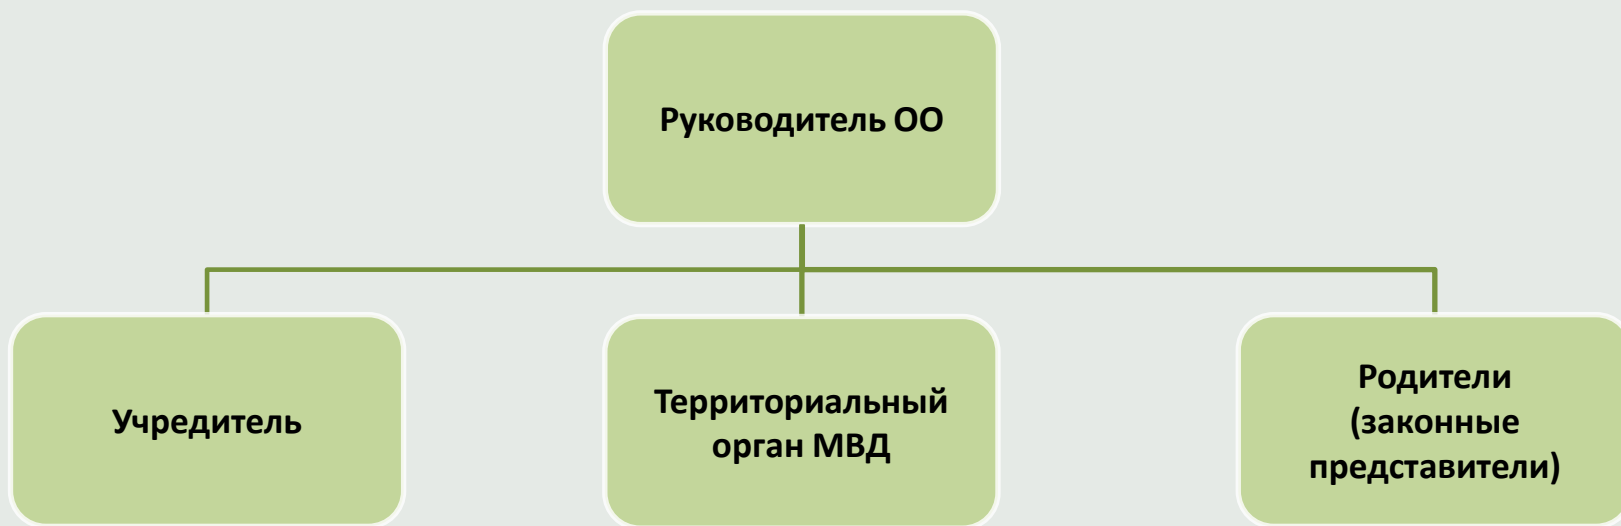 Руководитель ОО
Учредитель
Территориальный
орган МВД
Родители
(законные
представители)